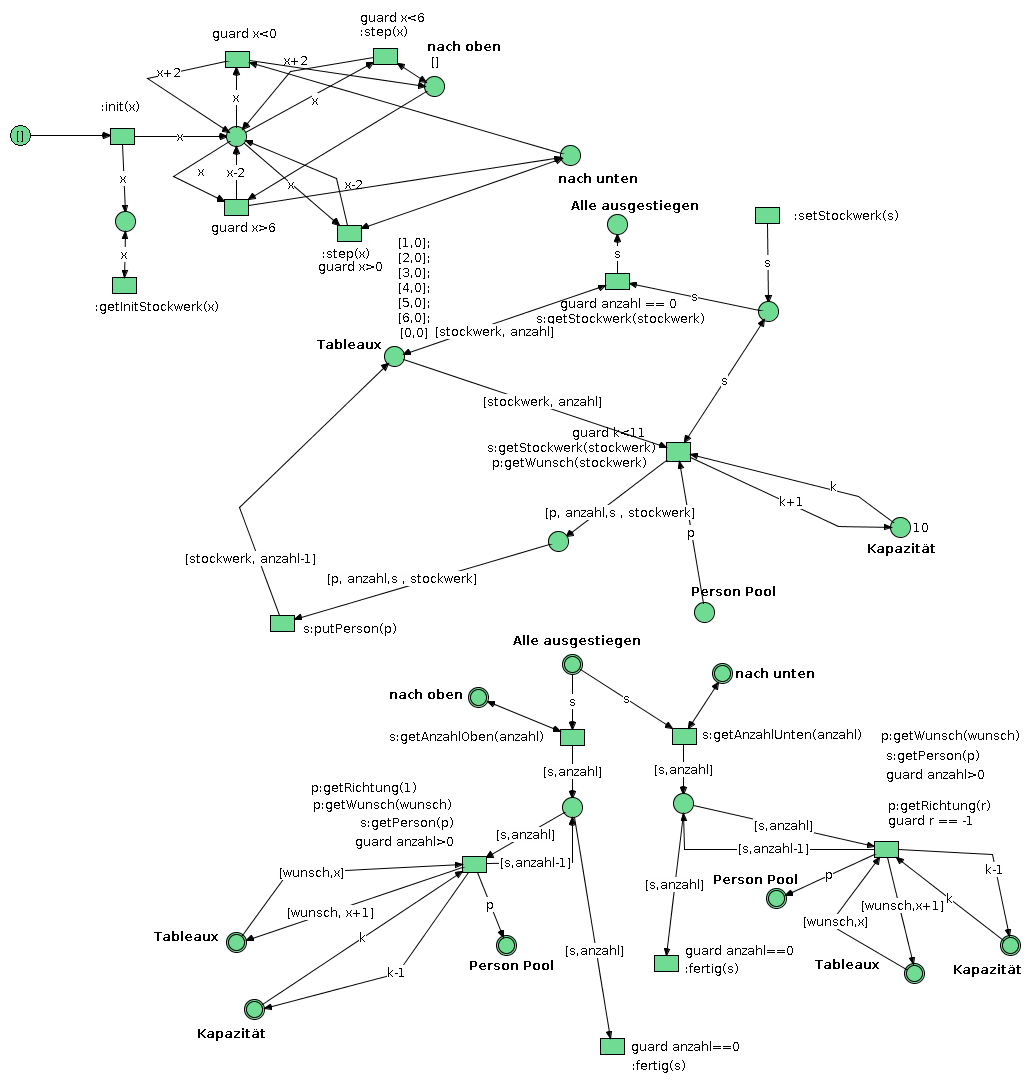 guard x<6
:step(x)
guard x<0
nach oben
[]
x+2
x+2
x
x
:init(x)
[]
x
x
x-2
x
x-2
x
nach unten
guard x>6
:step(x)
guard x>0
x
:getInitStockwerk(x)
Alle ausgestiegen
:setStockwerk(s)
s
s
[1,0];
[2,0];
[3,0];
[4,0];
[5,0];
[6,0];
[0,0]
guard anzahl == 0
s:getStockwerk(stockwerk)
s
[stockwerk, anzahl]
Tableaux
s
[stockwerk, anzahl]
guard k<11
s:getStockwerk(stockwerk)
p:getWunsch(stockwerk)
k
k+1
10
Kapazität
[p, anzahl,s , stockwerk]
p
[stockwerk, anzahl-1]
[p, anzahl,s , stockwerk]
Person Pool
s:putPerson(p)
Alle ausgestiegen
nach oben
nach unten
s
s
s:getAnzahlOben(anzahl)
s:getAnzahlUnten(anzahl)
p:getWunsch(wunsch)
s:getPerson(p)
guard anzahl>0
[s,anzahl]
[s,anzahl]
p:getRichtung(1)
p:getWunsch(wunsch)
s:getPerson(p)
guard anzahl>0
p:getRichtung(r)
guard r == -1
[s,anzahl]
[s,anzahl]
[s,anzahl-1]
[s,anzahl-1]
[wunsch,x]
[wunsch, x+1]
p
k
k-1
Tableaux
Person Pool
Kapazität
[s,anzahl]
[s,anzahl]
Person Pool
p
[wunsch,x+1]
[wunsch,x]
k
k-1
Tableaux
Kapazität
guard anzahl==0
:fertig(s)
guard anzahl==0
:fertig(s)